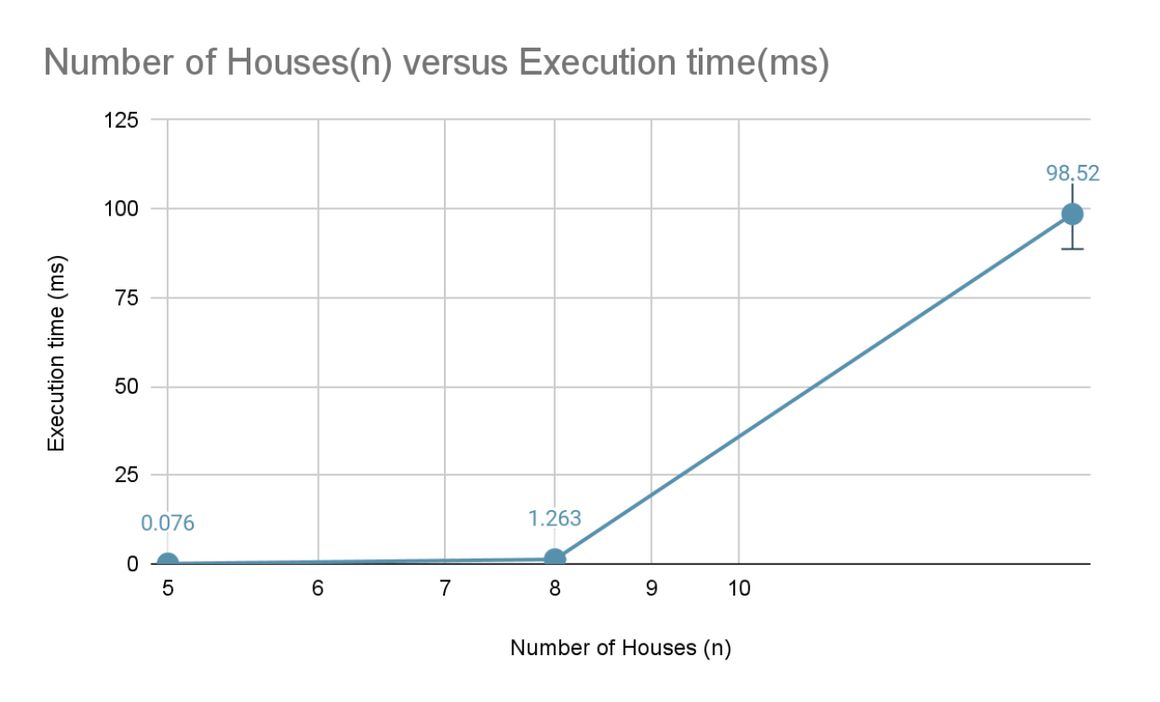 Number of Houses(n) versus Execution time(ms)
125
100
75
50
25
0
Execution time (ms)
0.076
1.263
98.52
5 6 7 8 9 10
Number of Houses (n)